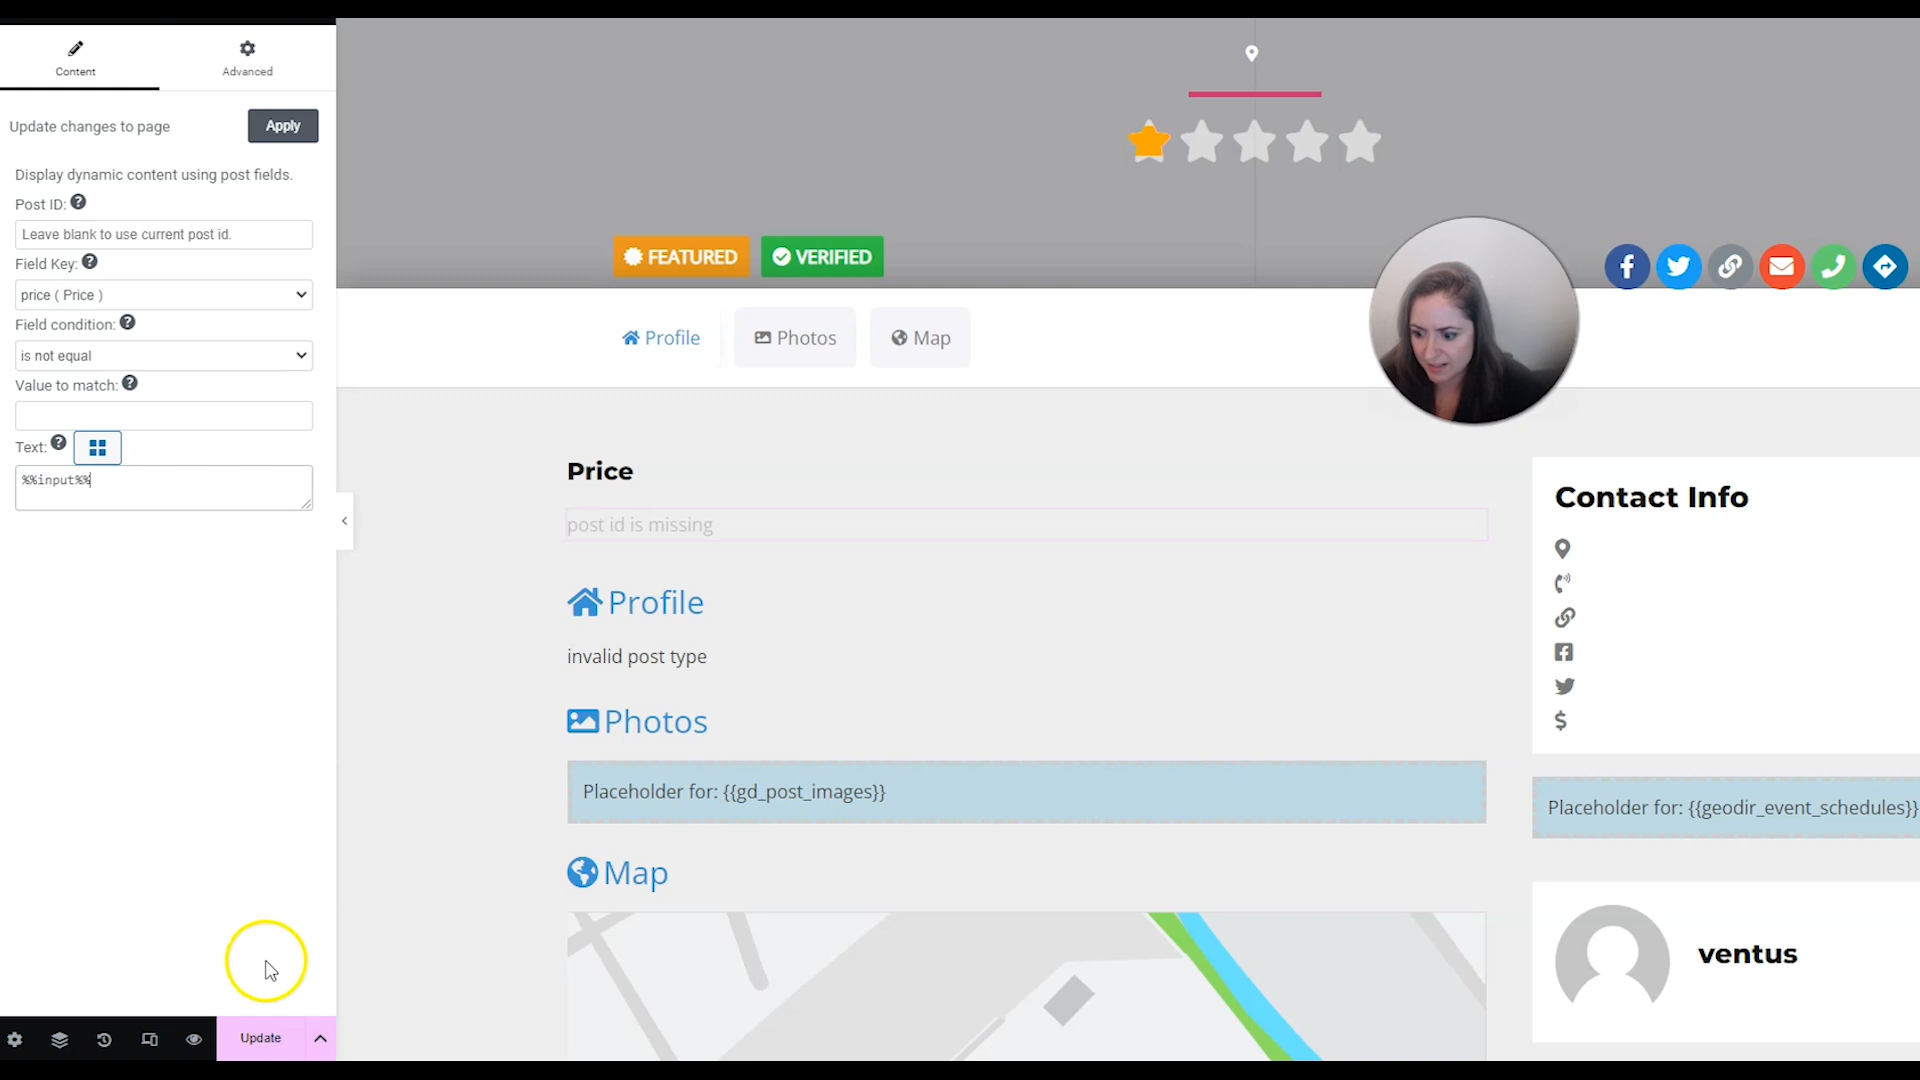 Content
Advanced
Update changes to page
Apply
Display dynamic content using post fields.
Post ID:
Leave blank to use current post id.
Field Key:
price ( Price )
Field condition:
is not equal
Value to match:
Text:
%%input%%
Update
FEATURED
VERIFIED
Profile
Photos
Map
Price
post id is missing
Profile
invalid post type
Photos
Placeholder for: {{gd_post_images}}
Map
Contact Info
Placeholder for: {{geodir_event_schedules}}
ventus